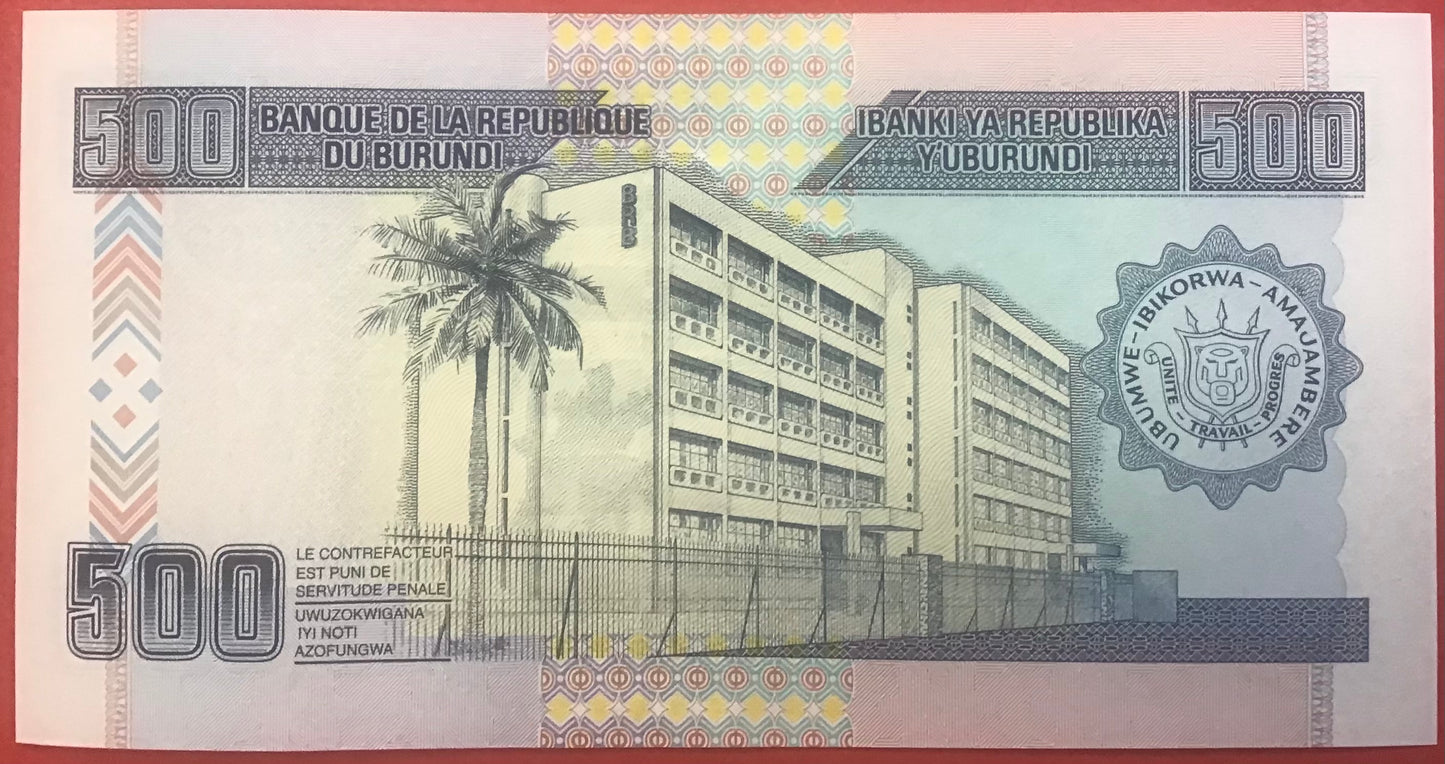 500
BANQUE DE LA REPUBLIQUE
DU BURUNDI
IBANKI YA REPUBLIKA
Y'UBURUNDI
500
BRB
UBUMWE-IBIKORWA-AMAJAMBERE
UNITE - TRAVAIL - PROGRES
500
LE CONTREFACTEUR
EST PUNI DE
SERVITUDE PENALE
UWUZOKWIGANA
IYI NOTI
AZOFUNGWA